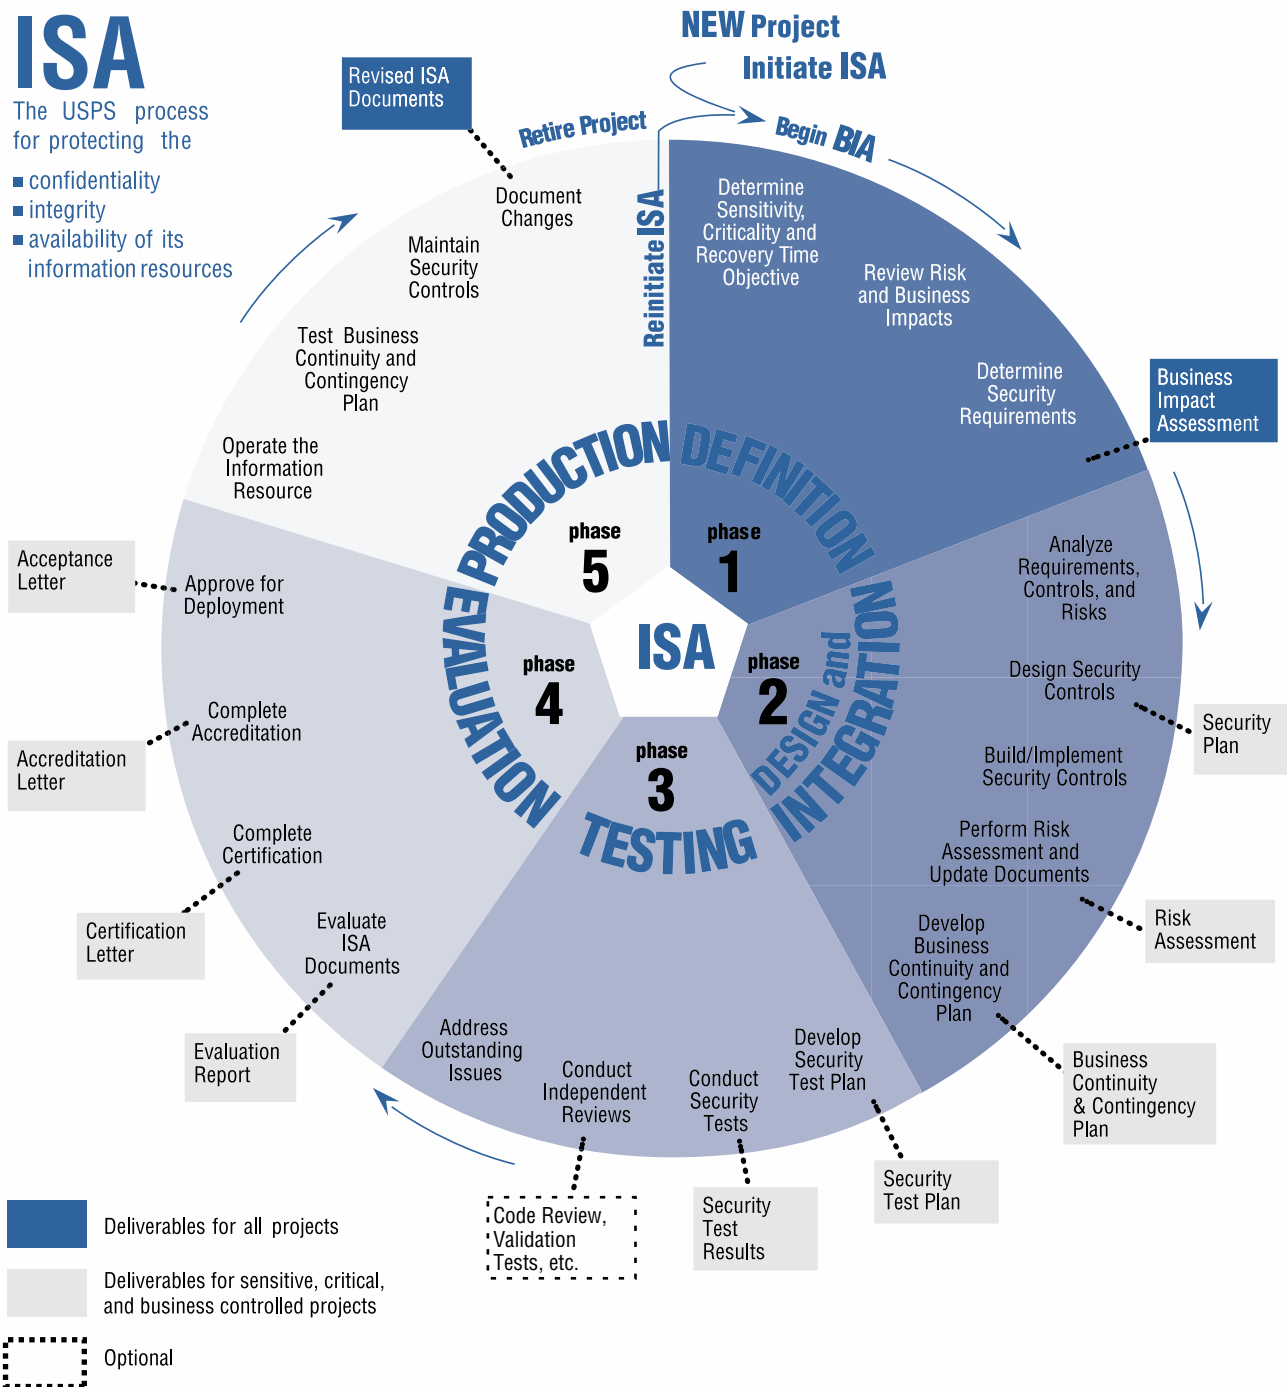 ISA
The USPS process
for protecting the
confidentiality
integrity
availability of its
information resources
NEW Project
Initiate ISA
Begin BIA
Retire Project
Reinitiate ISA
Revised ISA
Documents
Document
Changes
Maintain
Security
Controls
Test Business
Continuity and
Contingency
Plan
Operate the
Information
Resource
Determine
Sensitivity,
Criticality and
Recovery Time
Objective
Review Risk
and Business
Impacts
Determine
Security
Requirements
Business
Impact
Assessment
DEFINITION
phase
1
Analyze
Requirements,
Controls, and
Risks
Design Security
Controls
Security
Plan
Build/Implement
Security Controls
Perform Risk
Assessment and
Update Documents
Risk
Assessment
Develop
Business
Continuity and
Contingency
Plan
Business
Continuity
& Contingency
Plan
DESIGN and
INTEGRATION
phase
2
Develop
Security
Test Plan
Security
Test Plan
Conduct
Security
Tests
Security
Test
Results
Conduct
Independent
Reviews
Code Review,
Validation
Tests, etc.
Address
Outstanding
Issues
TESTING
phase
3
Evaluate
ISA
Documents
Evaluation
Report
Complete
Certification
Certification
Letter
Complete
Accreditation
Accreditation
Letter
Approve for
Deployment
Acceptance
Letter
EVALUATION
phase
4
PRODUCTION
phase
5
ISA
Deliverables for all projects
Deliverables for sensitive, critical,
and business controlled projects
Optional